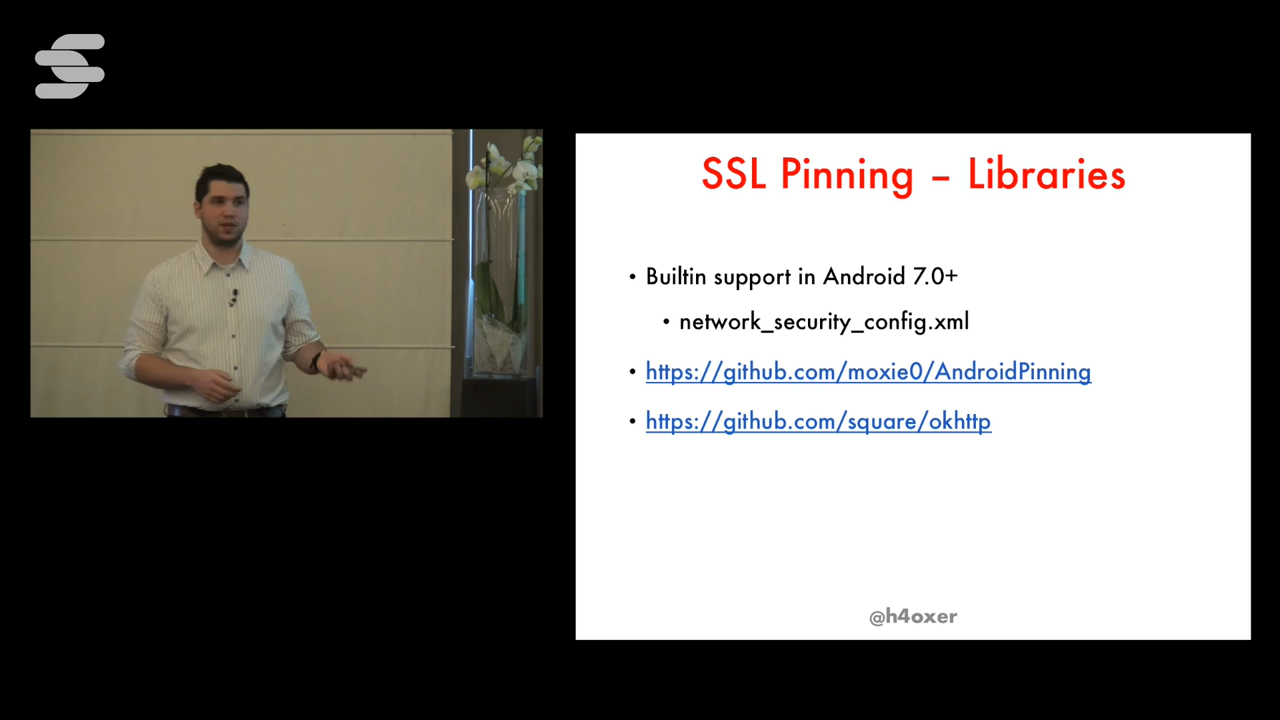 SSL Pinning – Libraries
• Builtin support in Android 7.0+
• network_security_config.xml
• https://github.com/moxie0/AndroidPinning
• https://github.com/square/okhttp
@h4oxer